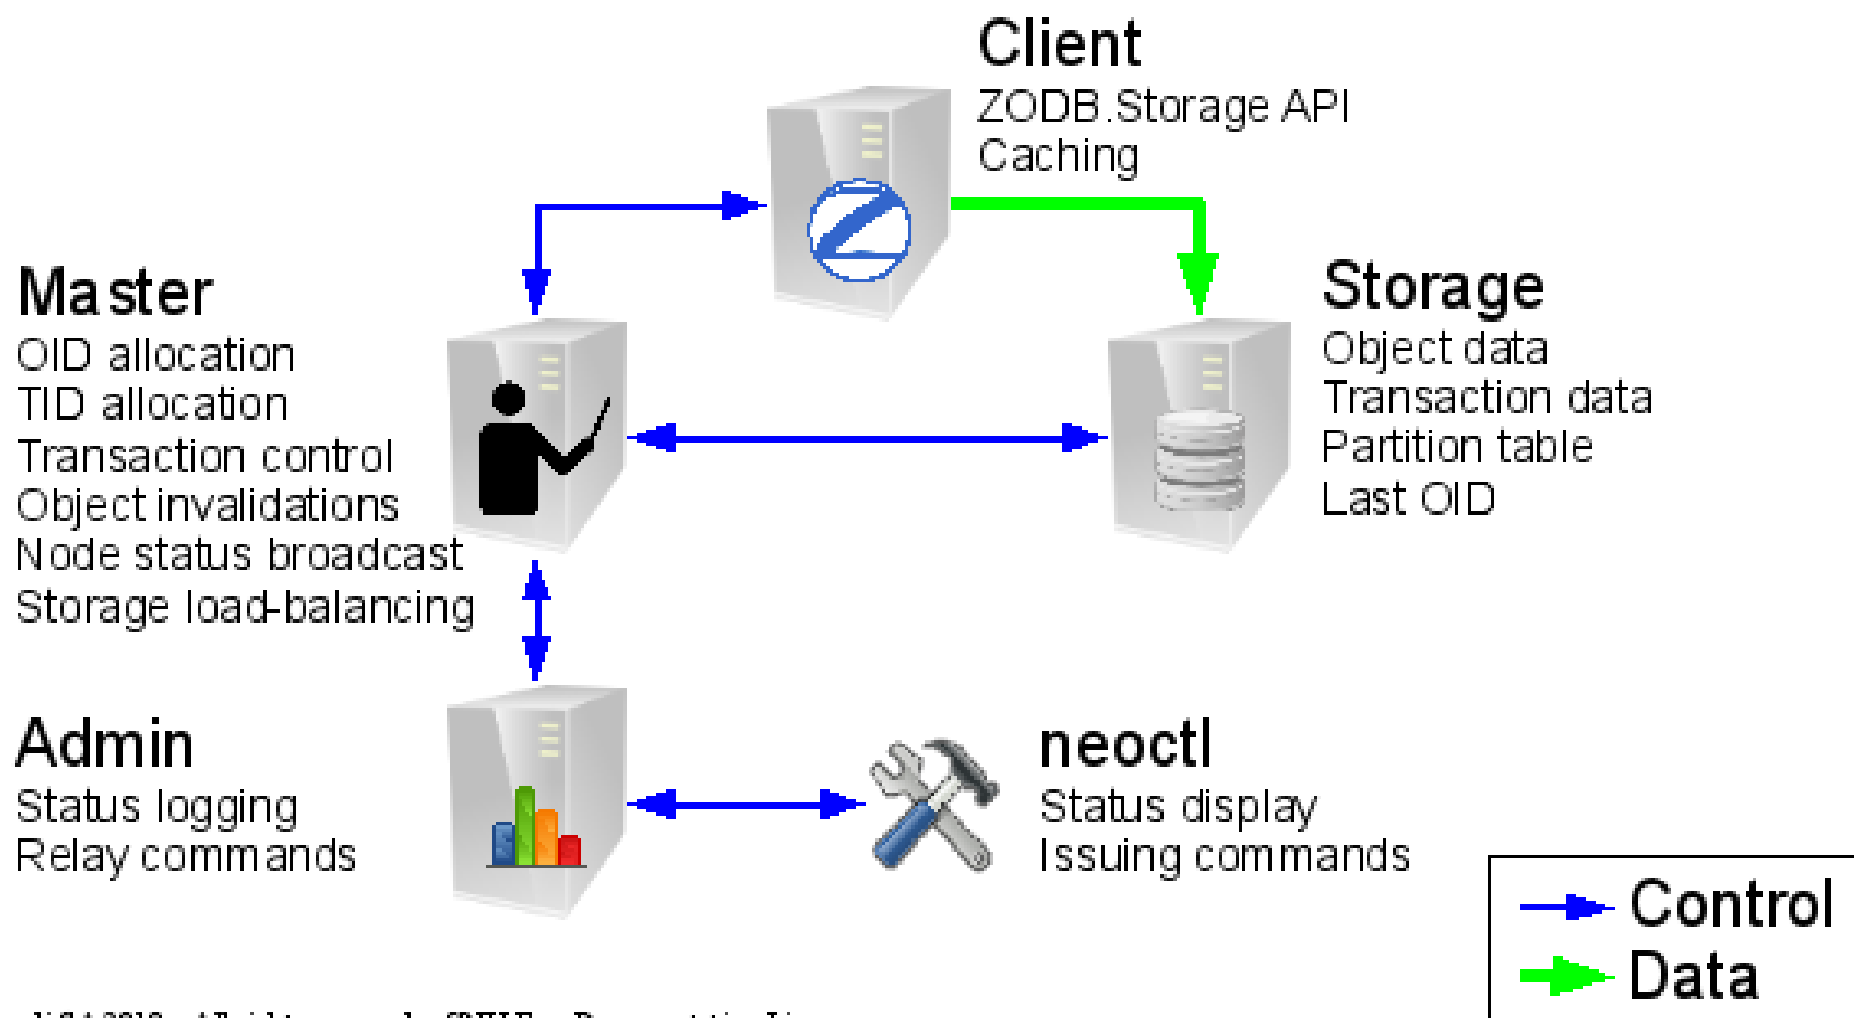 Client
ZODB.Storage API
Caching
Master
OID allocation
TID allocation
Transaction control
Object invalidations
Node status broadcast
Storage load-balancing
Storage
Object data
Transaction data
Partition table
Last OID
Admin
Status logging
Relay commands
neoctl
Status display
Issuing commands
Control
Data